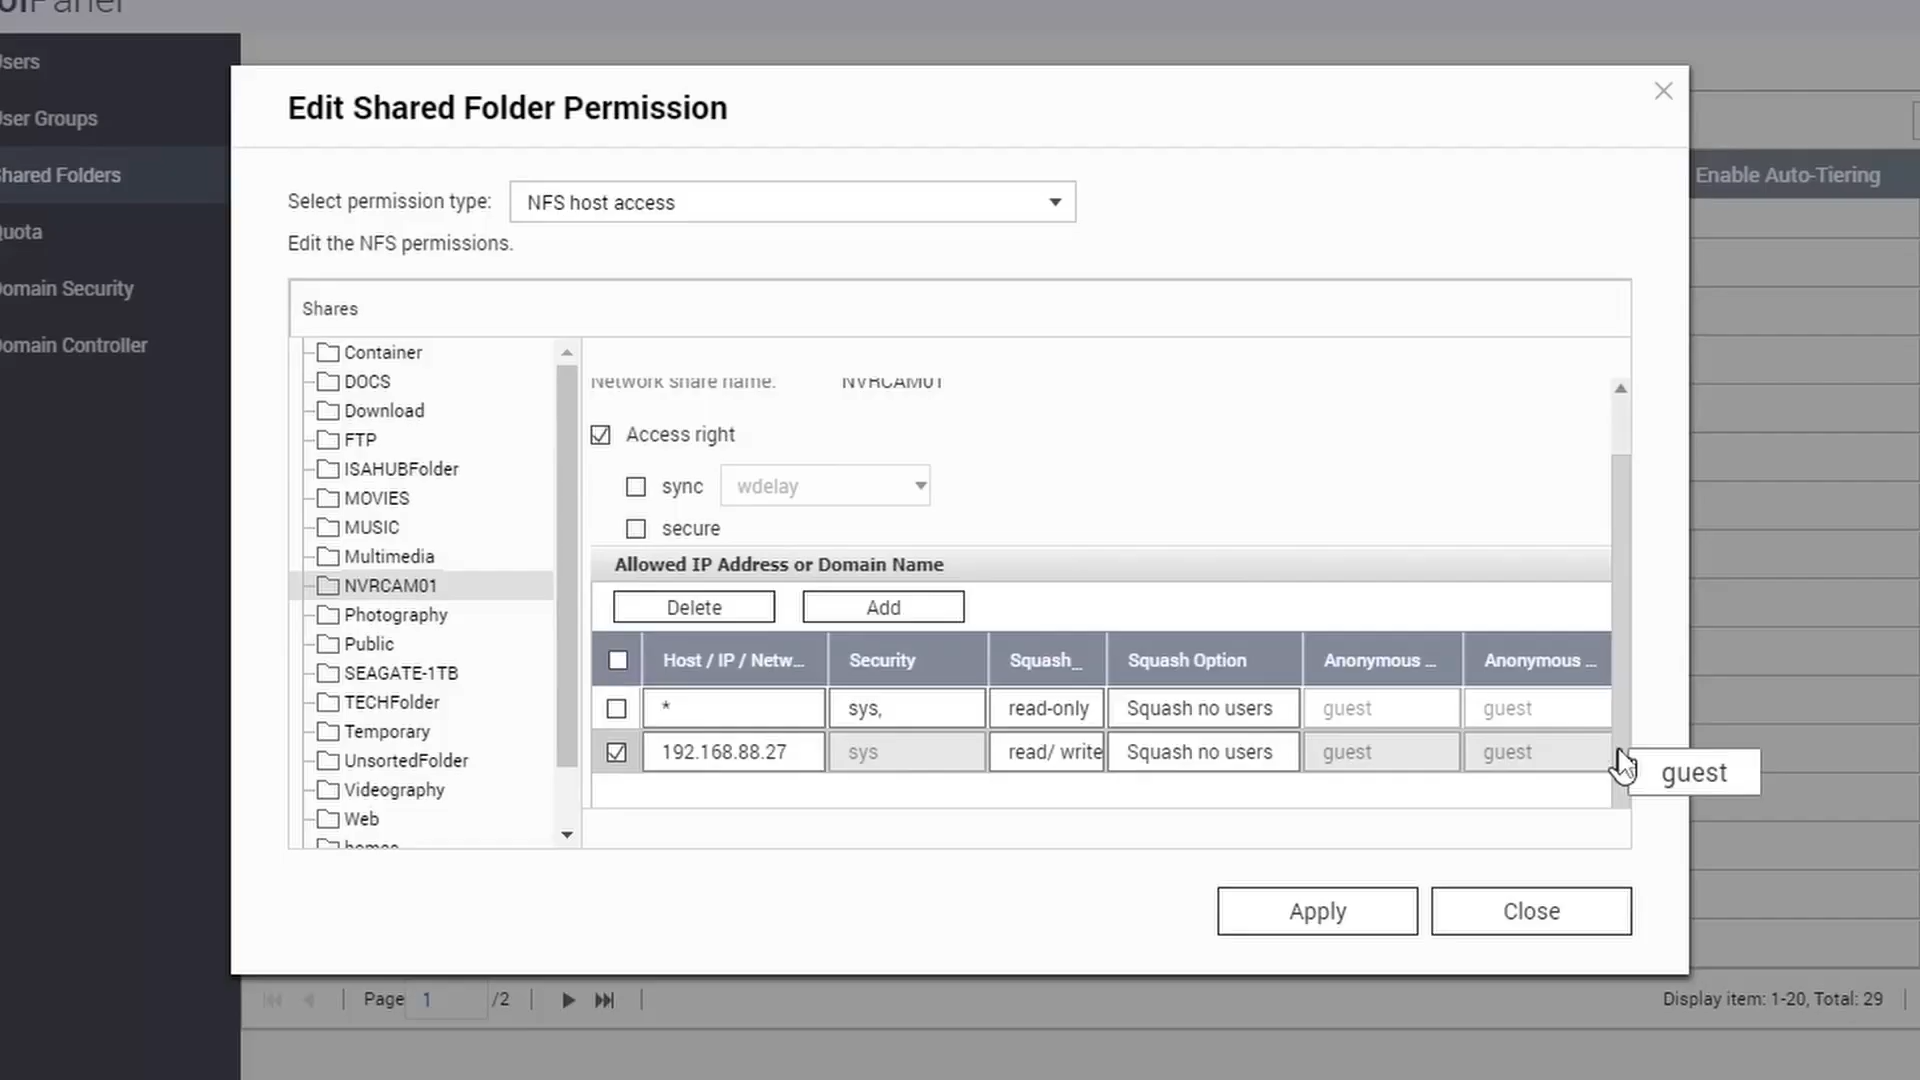 olPanel
Users
User Groups
Shared Folders
Quota
Domain Security
Domain Controller
Edit Shared Folder Permission
Select permission type: NFS host access
Edit the NFS permissions.
Shares
Container
DOCS
Download
FTP
ISAHUBFolder
MOVIES
MUSIC
Multimedia
NVRCAM01
Photography
Public
SEAGATE-1TB
TECHFolder
Temporary
UnsortedFolder
Videography
Web
homes
Network share name: NVRCAM01
Access right
sync wdelay
secure
Allowed IP Address or Domain Name
Delete Add
Host / IP / Netw... Security Squash_ Squash Option Anonymous ... Anonymous ...
* sys, read-only Squash no users guest guest
192.168.88.27 sys read/ write Squash no users guest guest
guest
Apply Close
Enable Auto-Tiering
Page 1 /2
Display item: 1-20, Total: 29